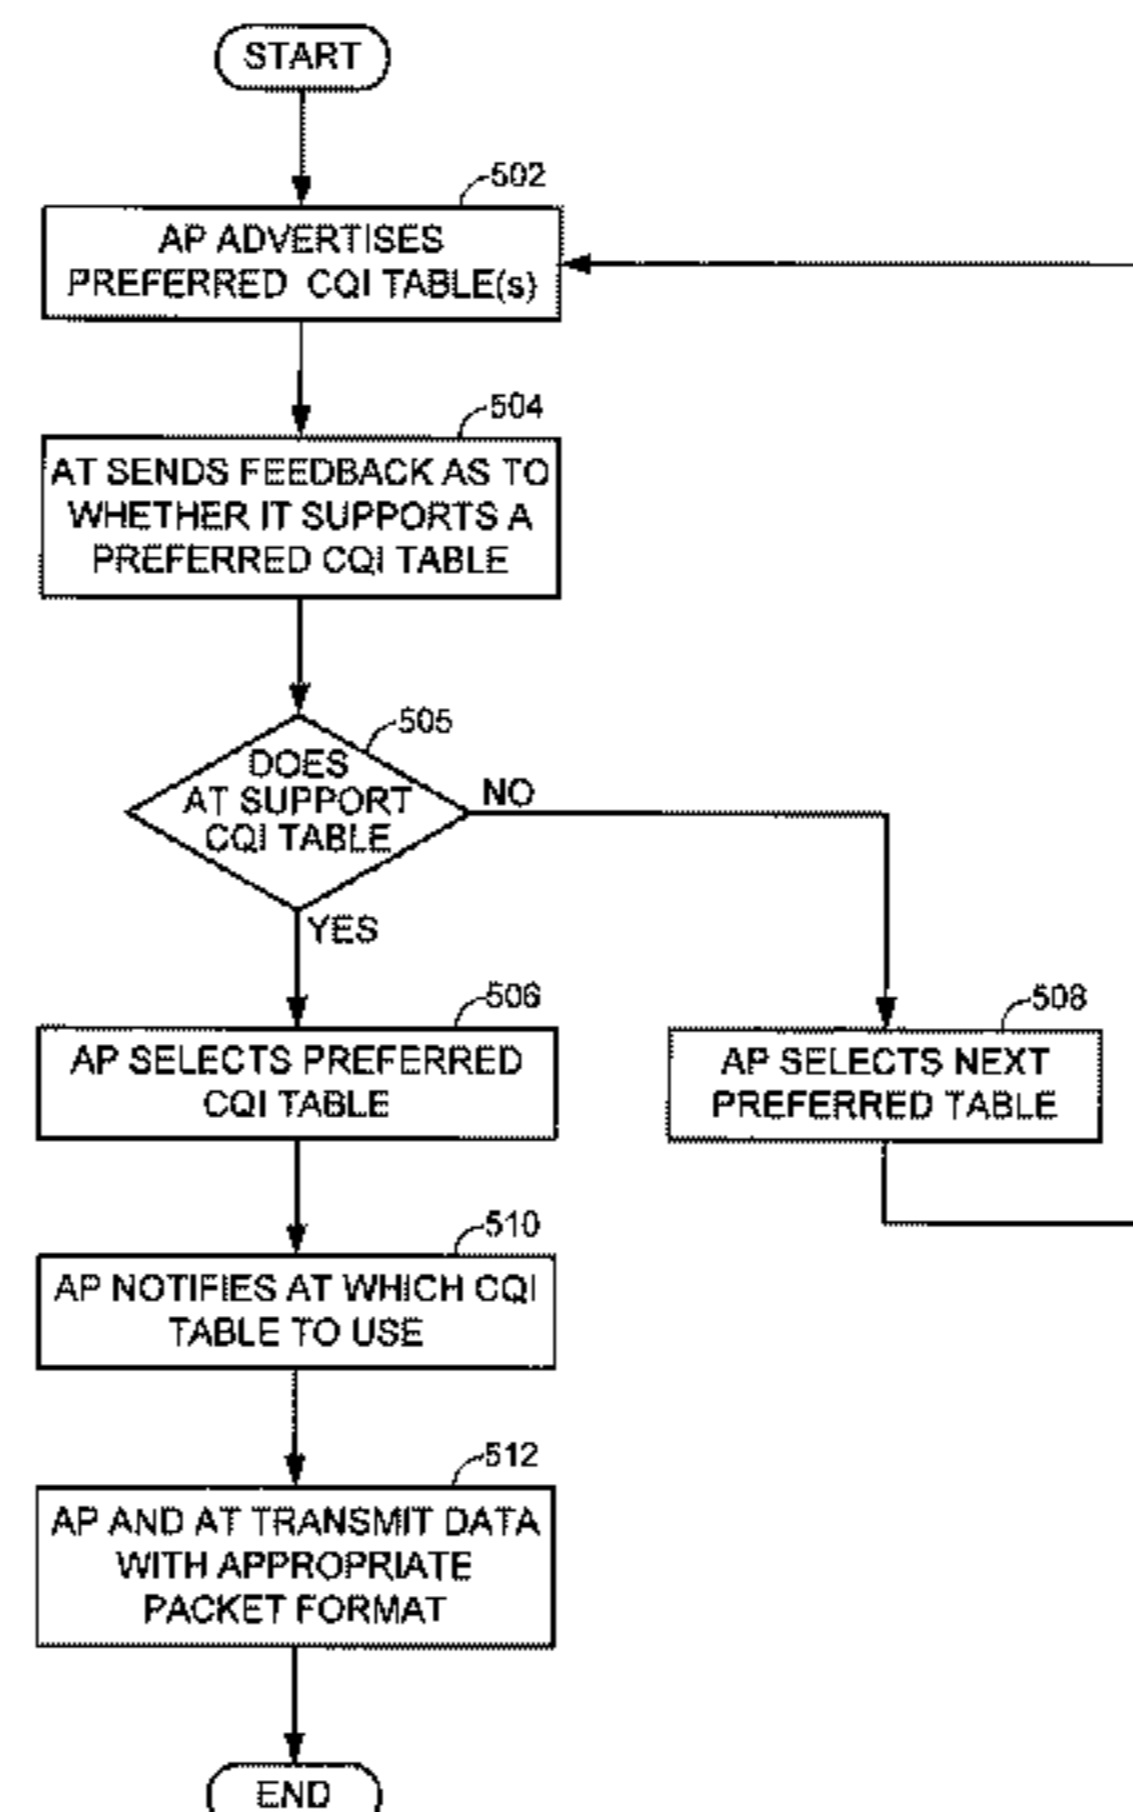 START
502
AP ADVERTISES
PREFERRED CQI TABLE(s)
504
AT SENDS FEEDBACK AS TO
WHETHER IT SUPPORTS A
PREFERRED CQI TABLE
505
DOES
AT SUPPORT
CQI TABLE
NO
YES
506
AP SELECTS PREFERRED
CQI TABLE
508
AP SELECTS NEXT
PREFERRED TABLE
510
AP NOTIFIES AT WHICH CQI
TABLE TO USE
512
AP AND AT TRANSMIT DATA
WITH APPROPRIATE
PACKET FORMAT
END